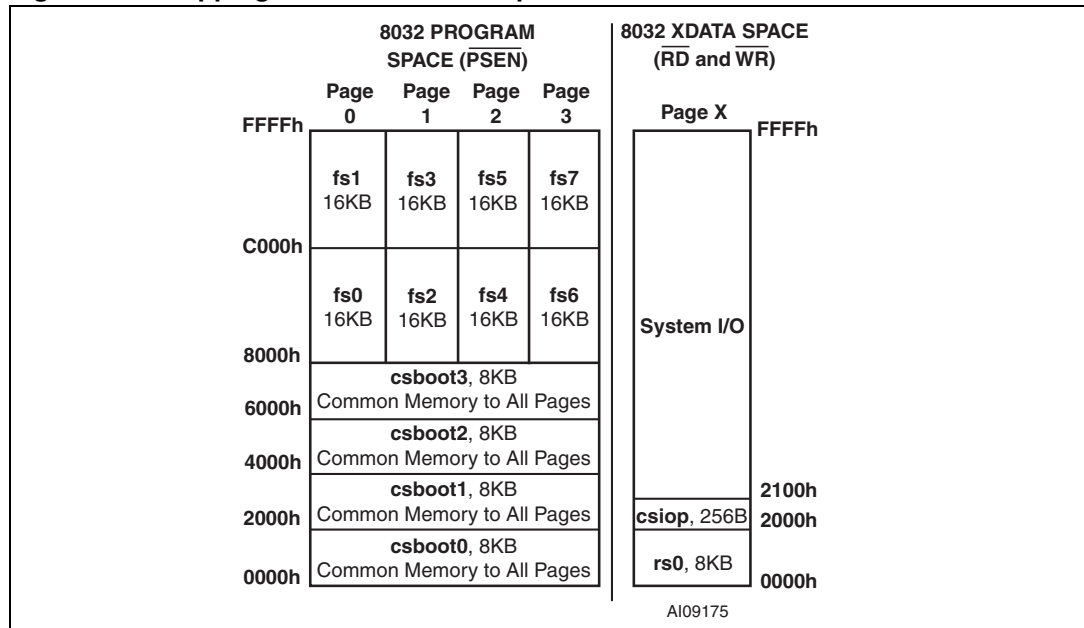 8032 PROGRAM
SPACE (PSEN)
Page 0
Page 1
Page 2
Page 3
FFFFh
fs1
16KB
fs3
16KB
fs5
16KB
fs7
16KB
C000h
fs0
16KB
fs2
16KB
fs4
16KB
fs6
16KB
8000h
csboot3, 8KB
Common Memory to All Pages
6000h
csboot2, 8KB
Common Memory to All Pages
4000h
csboot1, 8KB
Common Memory to All Pages
2000h
csboot0, 8KB
Common Memory to All Pages
0000h
8032 XDATA SPACE
(RD and WR)
Page X
FFFFh
System I/O
2100h
csiop, 256B
2000h
rs0, 8KB
0000h
AI09175